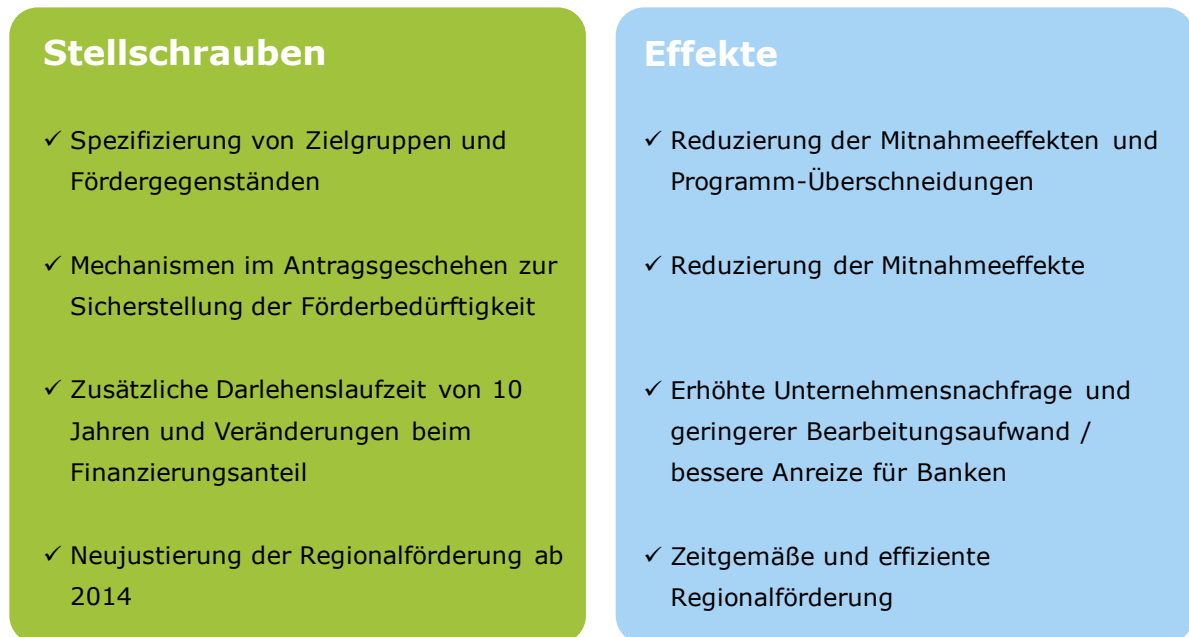 Stellschrauben
✓ Spezifizierung von Zielgruppen und
Fördergegenständen
✓ Mechanismen im Antragsgeschehen zur
Sicherstellung der Förderbedürftigkeit
✓ Zusätzliche Darlehenslaufzeit von 10
Jahren und Veränderungen beim
Finanzierungsanteil
✓ Neujustierung der Regionalförderung ab
2014
Effekte
✓ Reduzierung der Mitnahmeeffekten und
Programm-Überschneidungen
✓ Reduzierung der Mitnahmeeffekte
✓ Erhöhte Unternehmensnachfrage und
geringerer Bearbeitungsaufwand /
bessere Anreize für Banken
✓ Zeitgemäße und effiziente
Regionalförderung